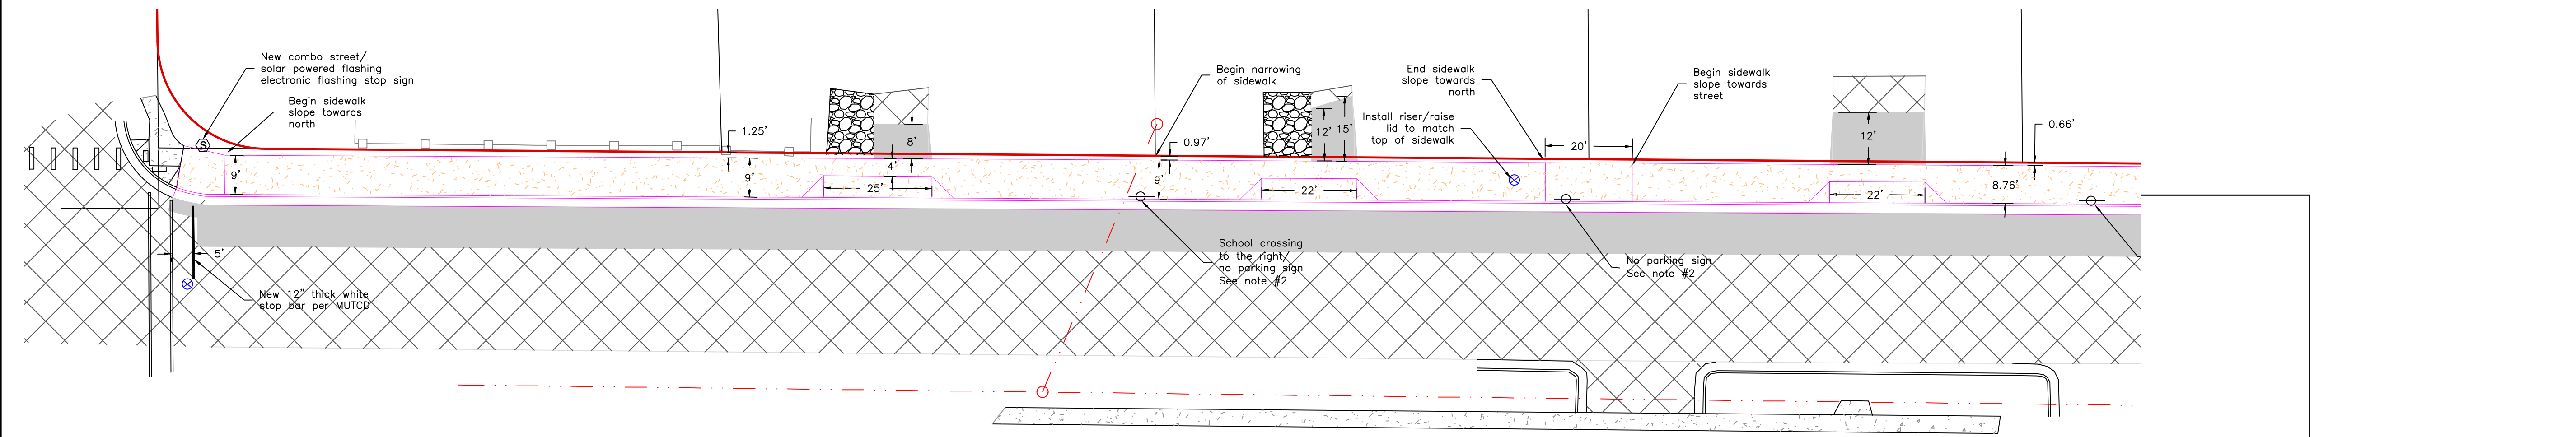 New combo street/
solar powered flashing
electronic flashing stop sign
S
Begin sidewalk
slope towards
north
9'
5'
New 12" thick white
stop bar per MUTCD
1.25'
9'
8'
4'
25'
Begin narrowing
of sidewalk
0.97'
9'
School crossing
to the right/
no parking sign
See note #2
12'
15'
22'
End sidewalk
slope towards
north
Install riser/raise
lid to match
top of sidewalk
20'
Begin sidewalk
slope towards
street
No parking sign
See note #2
12'
22'
0.66'
8.76'